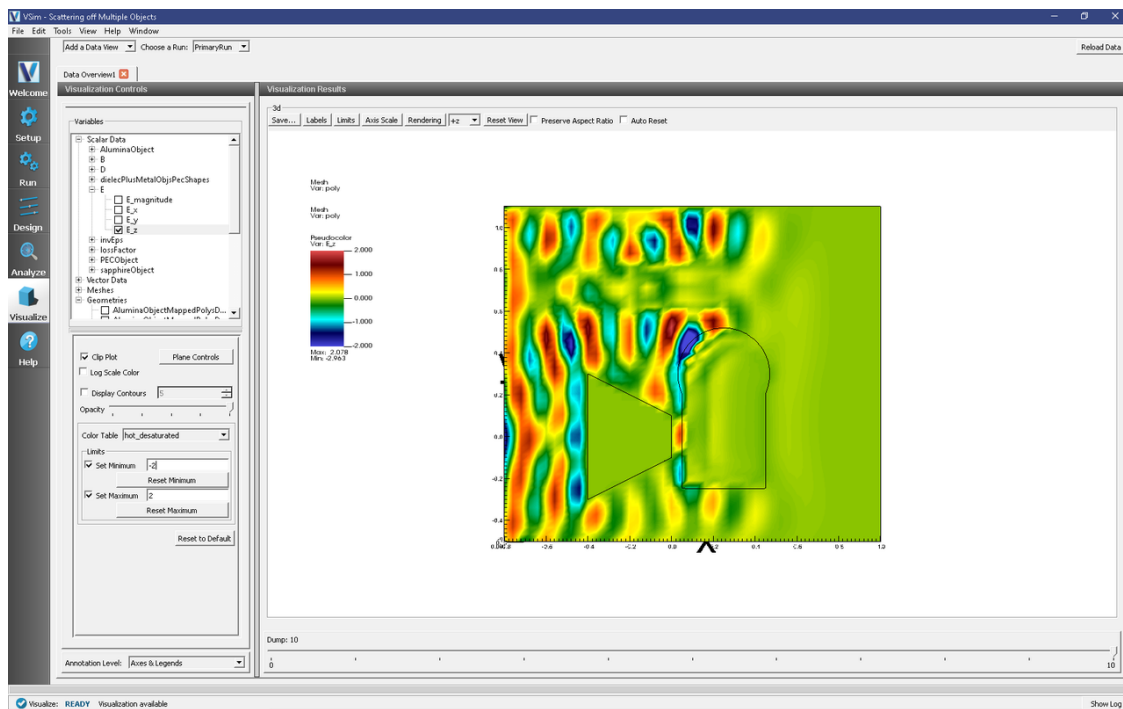 VSim - Scattering off Multiple Objects
File Edit Tools View Help Window
Add a Data View Choose a Run: PrimaryRun
Reload Data
Data Overview1
Welcome
Setup
Run
Design
Analyze
Visualize
Help
Visualization Controls
Variables
Scalar Data
AluminaObject
B
D
dielecPlusMetalObjsPecShapes
E
E_magnitude
E_x
E_y
E_z
invEps
lossFactor
PECObject
sapphireObject
Vector Data
Meshes
Geometries
AluminaObjectMappedPolysD...
Clip Plot Plane Controls
Log Scale Color
Display Contours 5
Opacity
Color Table hot_desaturated
Limits
Set Minimum -2
Reset Minimum
Set Maximum 2
Reset Maximum
Reset to Default
Annotation Level: Axes & Legends
Visualization Results
3d
Save... Labels Limits Axis Scale Rendering +z Reset View Preserve Aspect Ratio Auto Reset
Mesh
Var: poly
Mesh
Var: poly
Pseudocolor
Var: E_z
2.000
1.000
0.000
-1.000
-2.000
Max: 2.078
Min: -2.963
X
Dump: 10
0 10
Visualize: READY Visualization available
Show Log